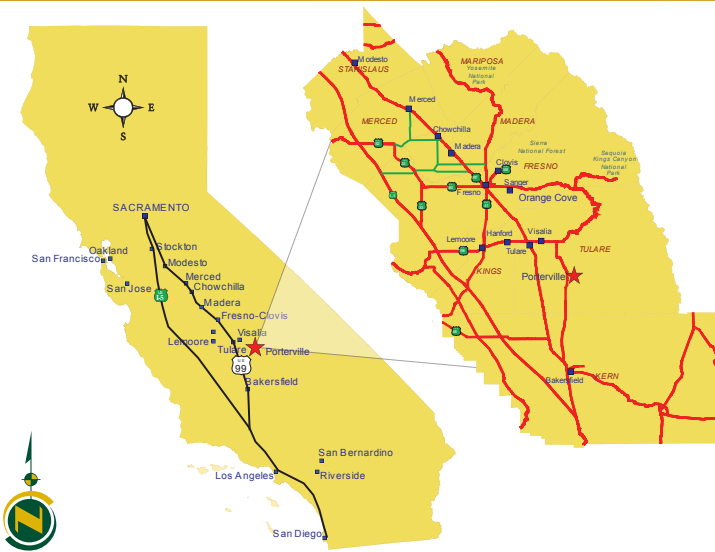 N
W
E
S
SACRAMENTO
Oakland
San Francisco
Stockton
Modesto
San Jose
Merced
Chowchilla
Madera
Fresno-Clovis
Visalia
Lemoore
Tulare
Porterville
99
Bakersfield
San Bernardino
Riverside
Los Angeles
San Diego
N
Modesto
STANISLAUS
MARIPOSA
Yosemite
National
Park
Merced
MERCED
Chowchilla
MADERA
Madera
Sierra
National Forest
Sequoia
Kings Canyon
National
Park
Clovis
FRESNO
Fresno
Sanger
Orange Cove
Lemoore
Hanford
Visalia
Tulare
TULARE
KINGS
Porterville
Bakersfield
KERN